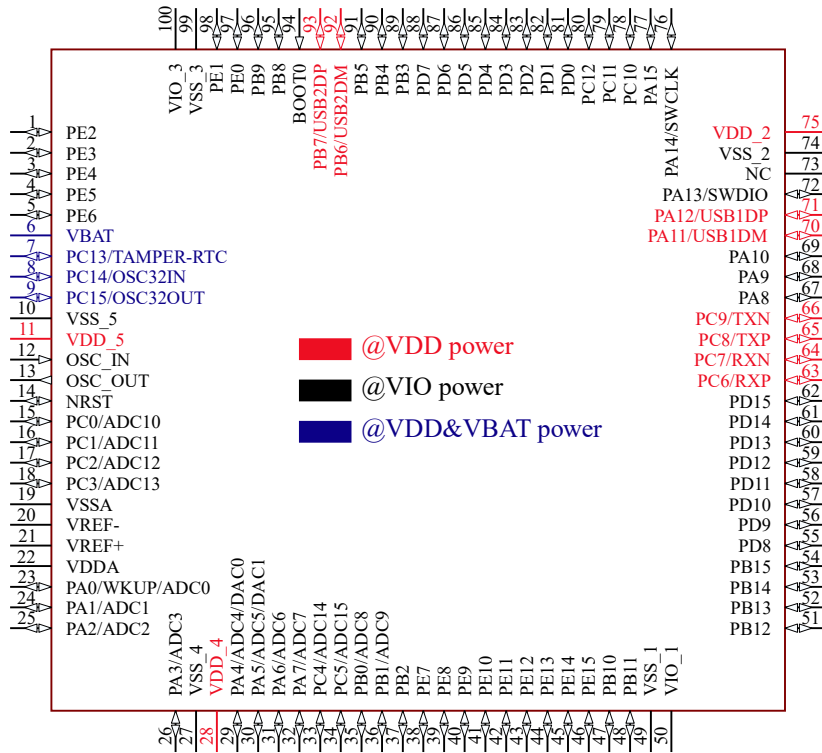 100
99
98
97
96
95
94
93
92
91
90
89
88
87
86
85
84
83
82
81
80
79
78
77
76
VIO_3
VSS_3
PE1
PE0
PB9
PB8
BOOT0
PB7/USB2DP
PB6/USB2DM
PB5
PB4
PB3
PD7
PD6
PD5
PD4
PD3
PD2
PD1
PD0
PC12
PC11
PC10
PA15
PA14/SWCLK
1 PE2
2 PE3
3 PE4
4 PE5
5 PE6
6 VBAT
7 PC13/TAMPER-RTC
8 PC14/OSC32IN
9 PC15/OSC32OUT
10 VSS_5
11 VDD_5
12 OSC_IN
13 OSC_OUT
14 NRST
15 PC0/ADC10
16 PC1/ADC11
17 PC2/ADC12
18 PC3/ADC13
19 VSSA
20 VREF-
21 VREF+
22 VDDA
23 PA0/WKUP/ADC0
24 PA1/ADC1
25 PA2/ADC2
@VDD power
@VIO power
@VDD&VBAT power
VDD_2 75
VSS_2 74
NC 73
PA13/SWDIO 72
PA12/USB1DP 71
PA11/USB1DM 70
PA10 69
PA9 68
PA8 67
PC9/TXN 66
PC8/TXP 65
PC7/RXN 64
PC6/RXP 63
PD15 62
PD14 61
PD13 60
PD12 59
PD11 58
PD10 57
PD9 56
PD8 55
PB15 54
PB14 53
PB13 52
PB12 51
PA3/ADC3
VSS_4
VDD_4
PA4/ADC4/DAC0
PA5/ADC5/DAC1
PA6/ADC6
PA7/ADC7
PC4/ADC14
PC5/ADC15
PB0/ADC8
PB1/ADC9
PB2
PE7
PE8
PE9
PE10
PE11
PE12
PE13
PE14
PE15
PB10
PB11
VSS_1
VIO_1
26
27
28
29
30
31
32
33
34
35
36
37
38
39
40
41
42
43
44
45
46
47
48
49
50